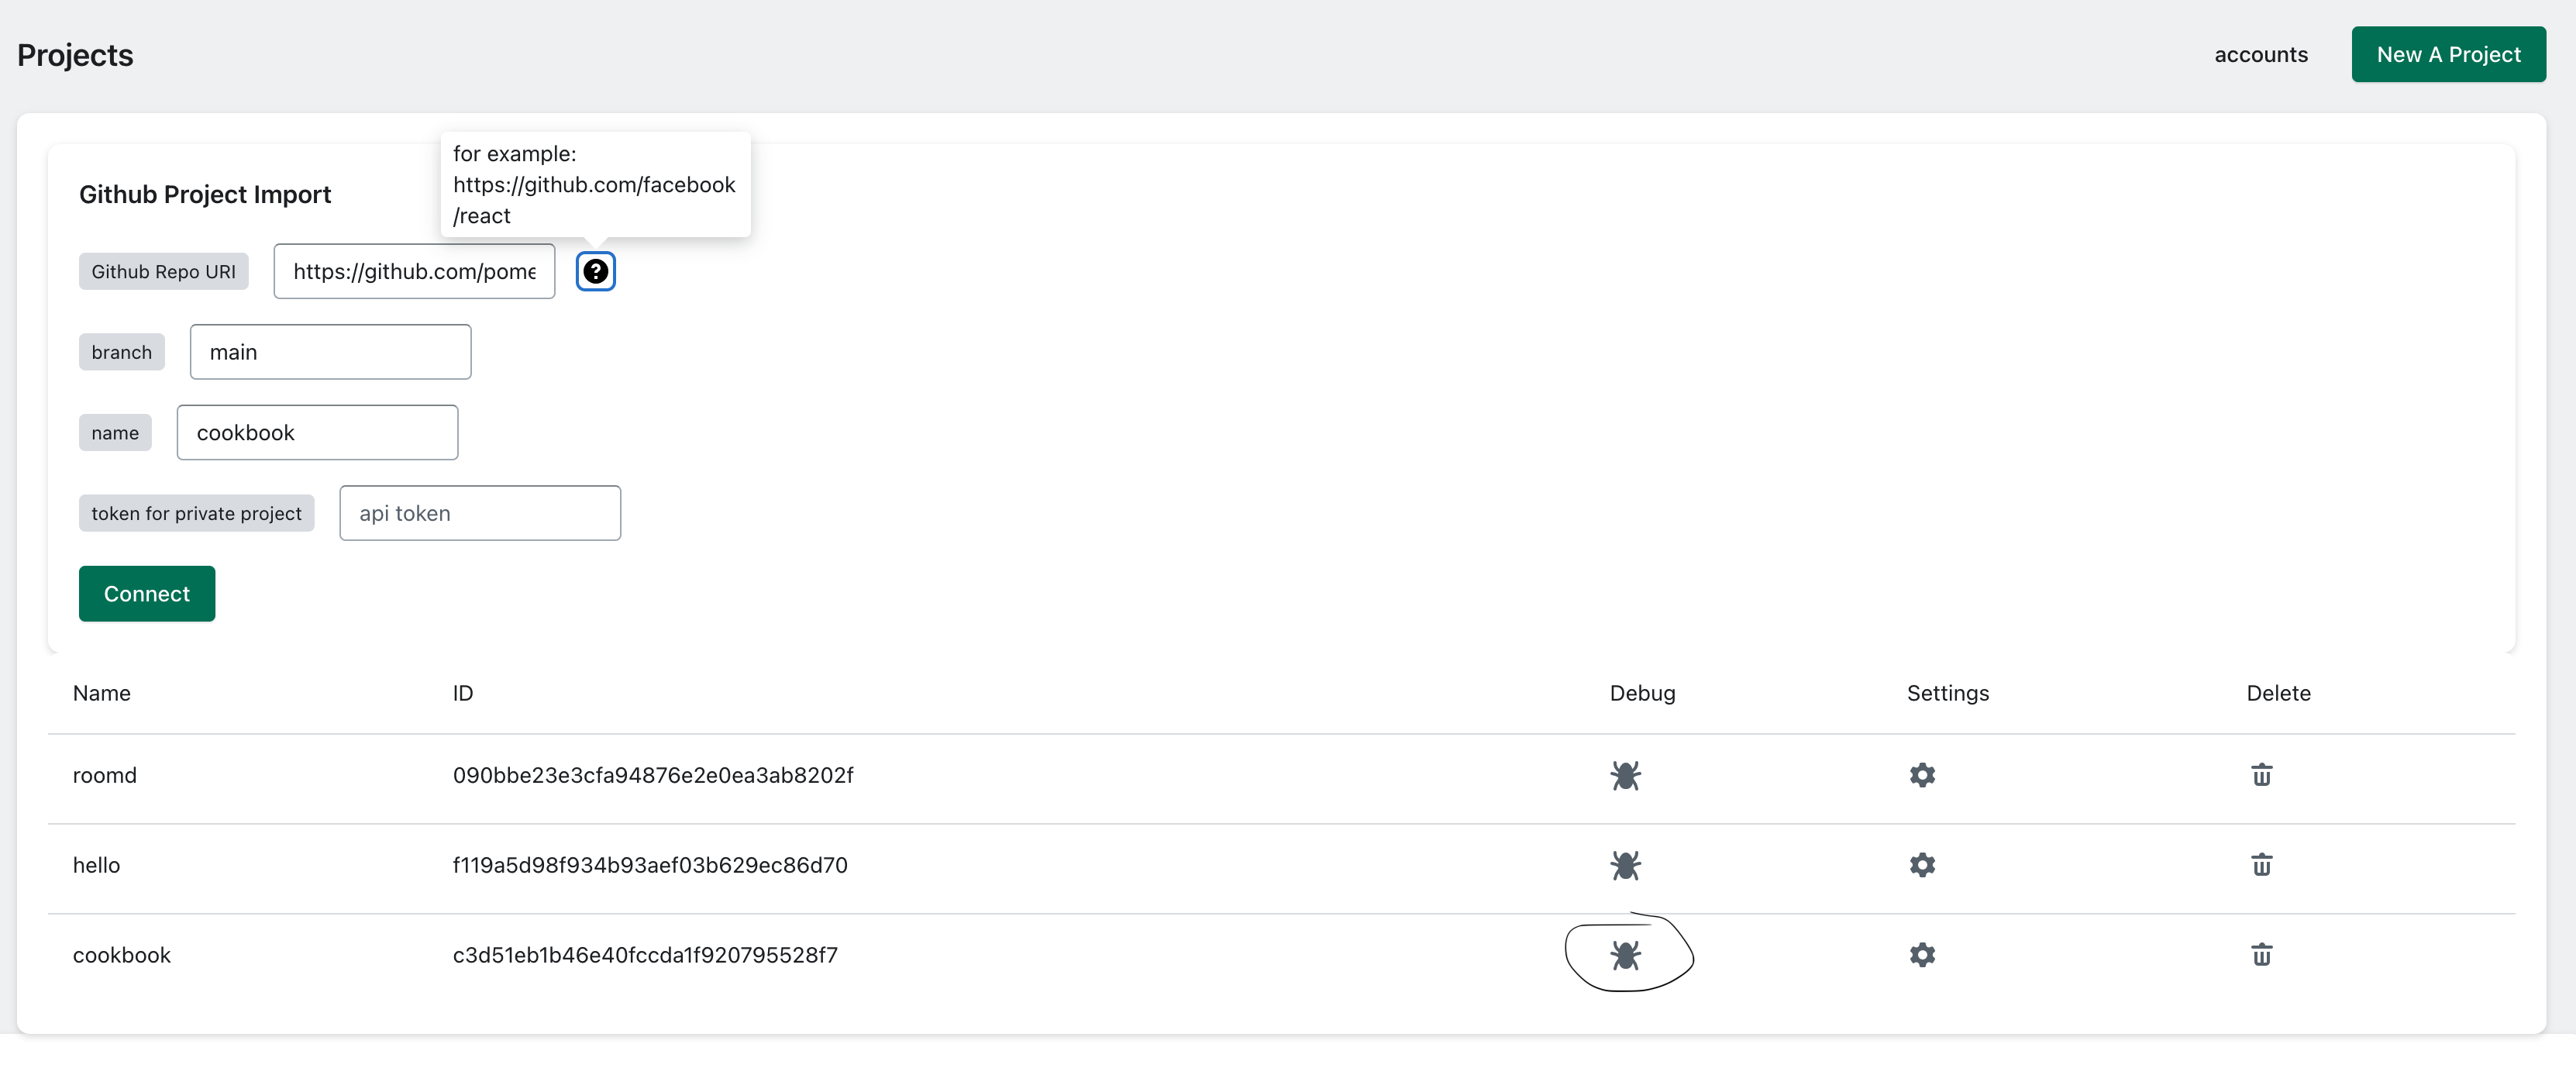 Projects
accounts
New A Project
for example:
https://github.com/facebook
/react
Github Project Import
Github Repo URI
https://github.com/pome
?
branch
main
name
cookbook
token for private project
api token
Connect
Name ID Debug Settings Delete
roomd 090bbe23e3cfa94876e2e0ea3ab8202f
hello f119a5d98f934b93aef03b629ec86d70
cookbook c3d51eb1b46e40fccda1f920795528f7